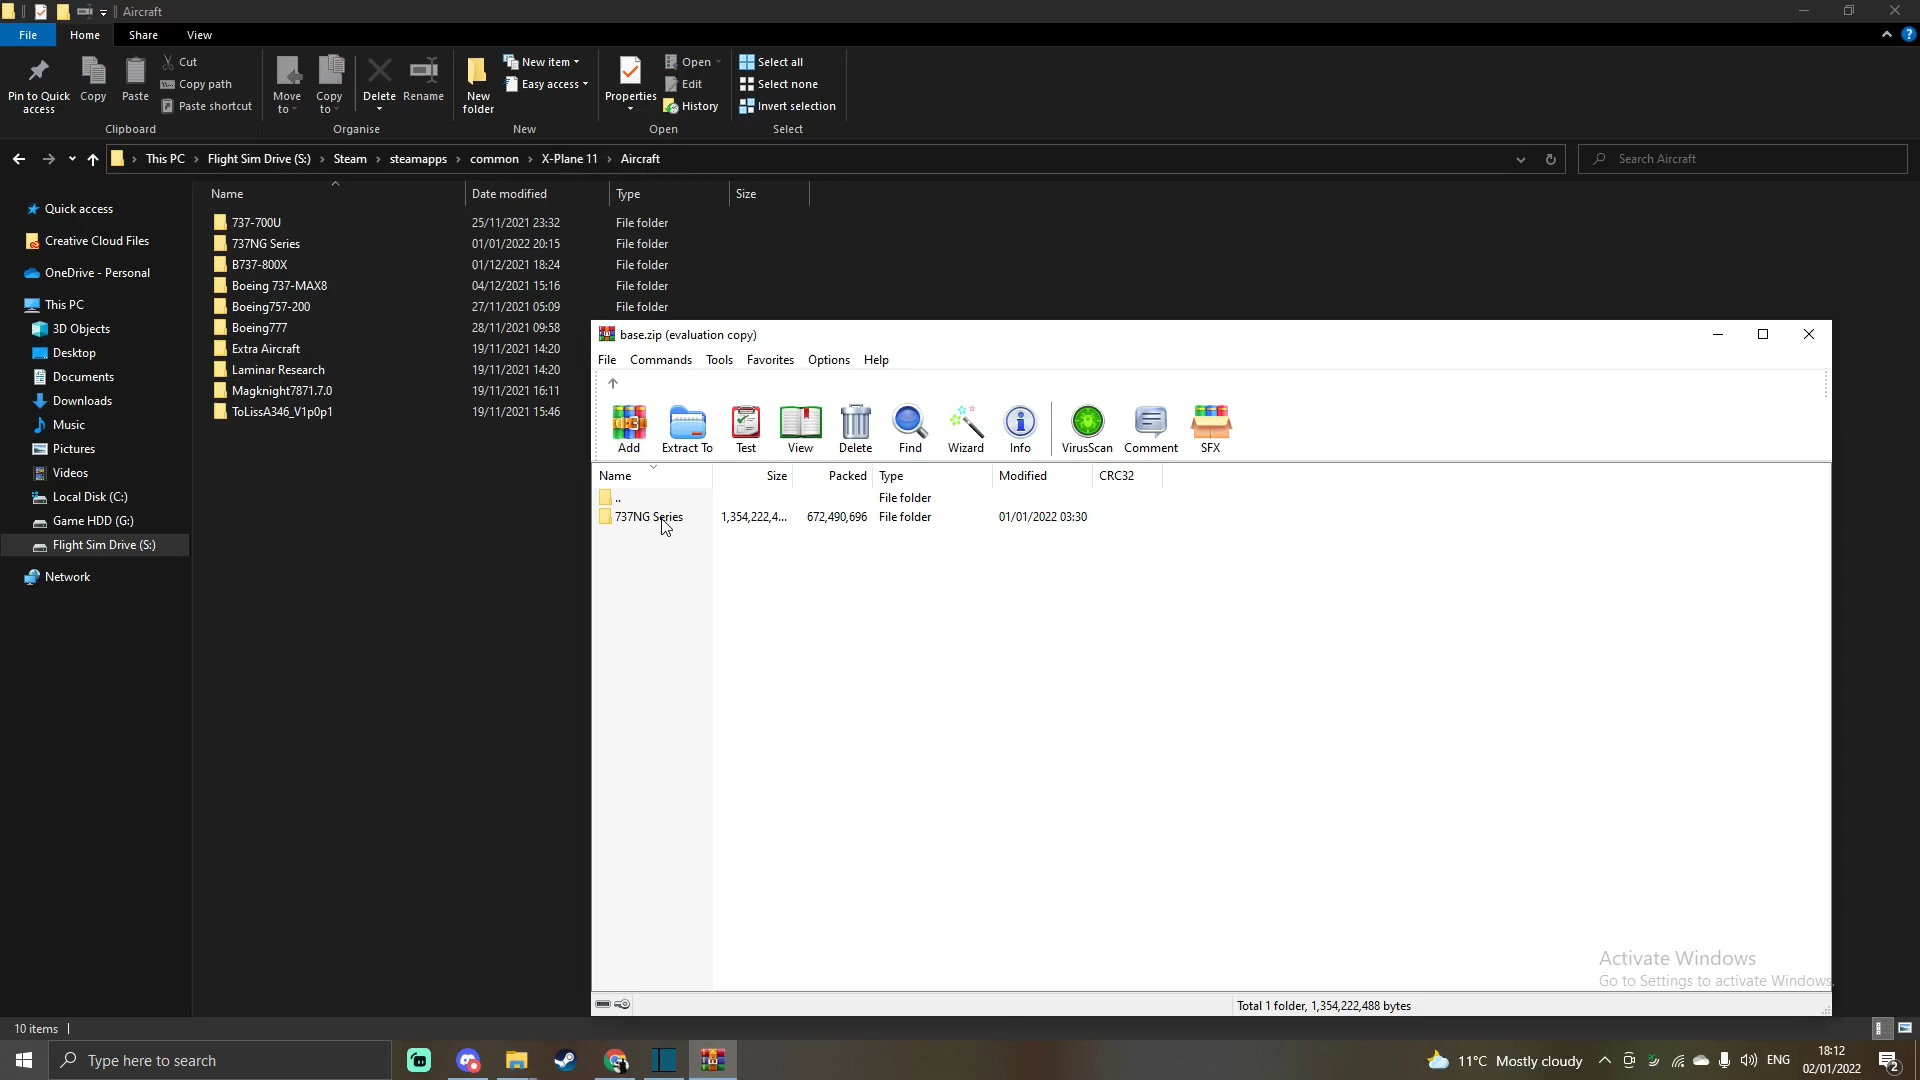 Aircraft
File Home Share View
Pin to Quick access
Copy
Paste
Cut
Copy path
Paste shortcut
Clipboard
Move to
Copy to
Delete
Rename
Organise
New folder
New item
Easy access
New
Properties
Open
Edit
History
Open
Select all
Select none
Invert selection
Select
This PC > Flight Sim Drive (S:) > Steam > steamapps > common > X-Plane 11 > Aircraft
Search Aircraft
Quick access
Creative Cloud Files
OneDrive - Personal
This PC
3D Objects
Desktop
Documents
Downloads
Music
Pictures
Videos
Local Disk (C:)
Game HDD (G:)
Flight Sim Drive (S:)
Network
Name Date modified Type Size
737-700U 25/11/2021 23:32 File folder
737NG Series 01/01/2022 20:15 File folder
B737-800X 01/12/2021 18:24 File folder
Boeing 737-MAX8 04/12/2021 15:16 File folder
Boeing757-200 27/11/2021 05:09 File folder
Boeing777 28/11/2021 09:58
Extra Aircraft 19/11/2021 14:20
Laminar Research 19/11/2021 14:20
Magknight7871.7.0 19/11/2021 16:11
ToLissA346_V1p0p1 19/11/2021 15:46
base.zip (evaluation copy)
File Commands Tools Favorites Options Help
Add Extract To Test View Delete Find Wizard Info VirusScan Comment SFX
Name Size Packed Type Modified CRC32
.. File folder
737NG Series 1,354,222,4... 672,490,696 File folder 01/01/2022 03:30
Activate Windows
Go to Settings to activate Windows.
Total 1 folder, 1,354,222,488 bytes
10 items
Type here to search
11°C Mostly cloudy
ENG
18:12
02/01/2022
2